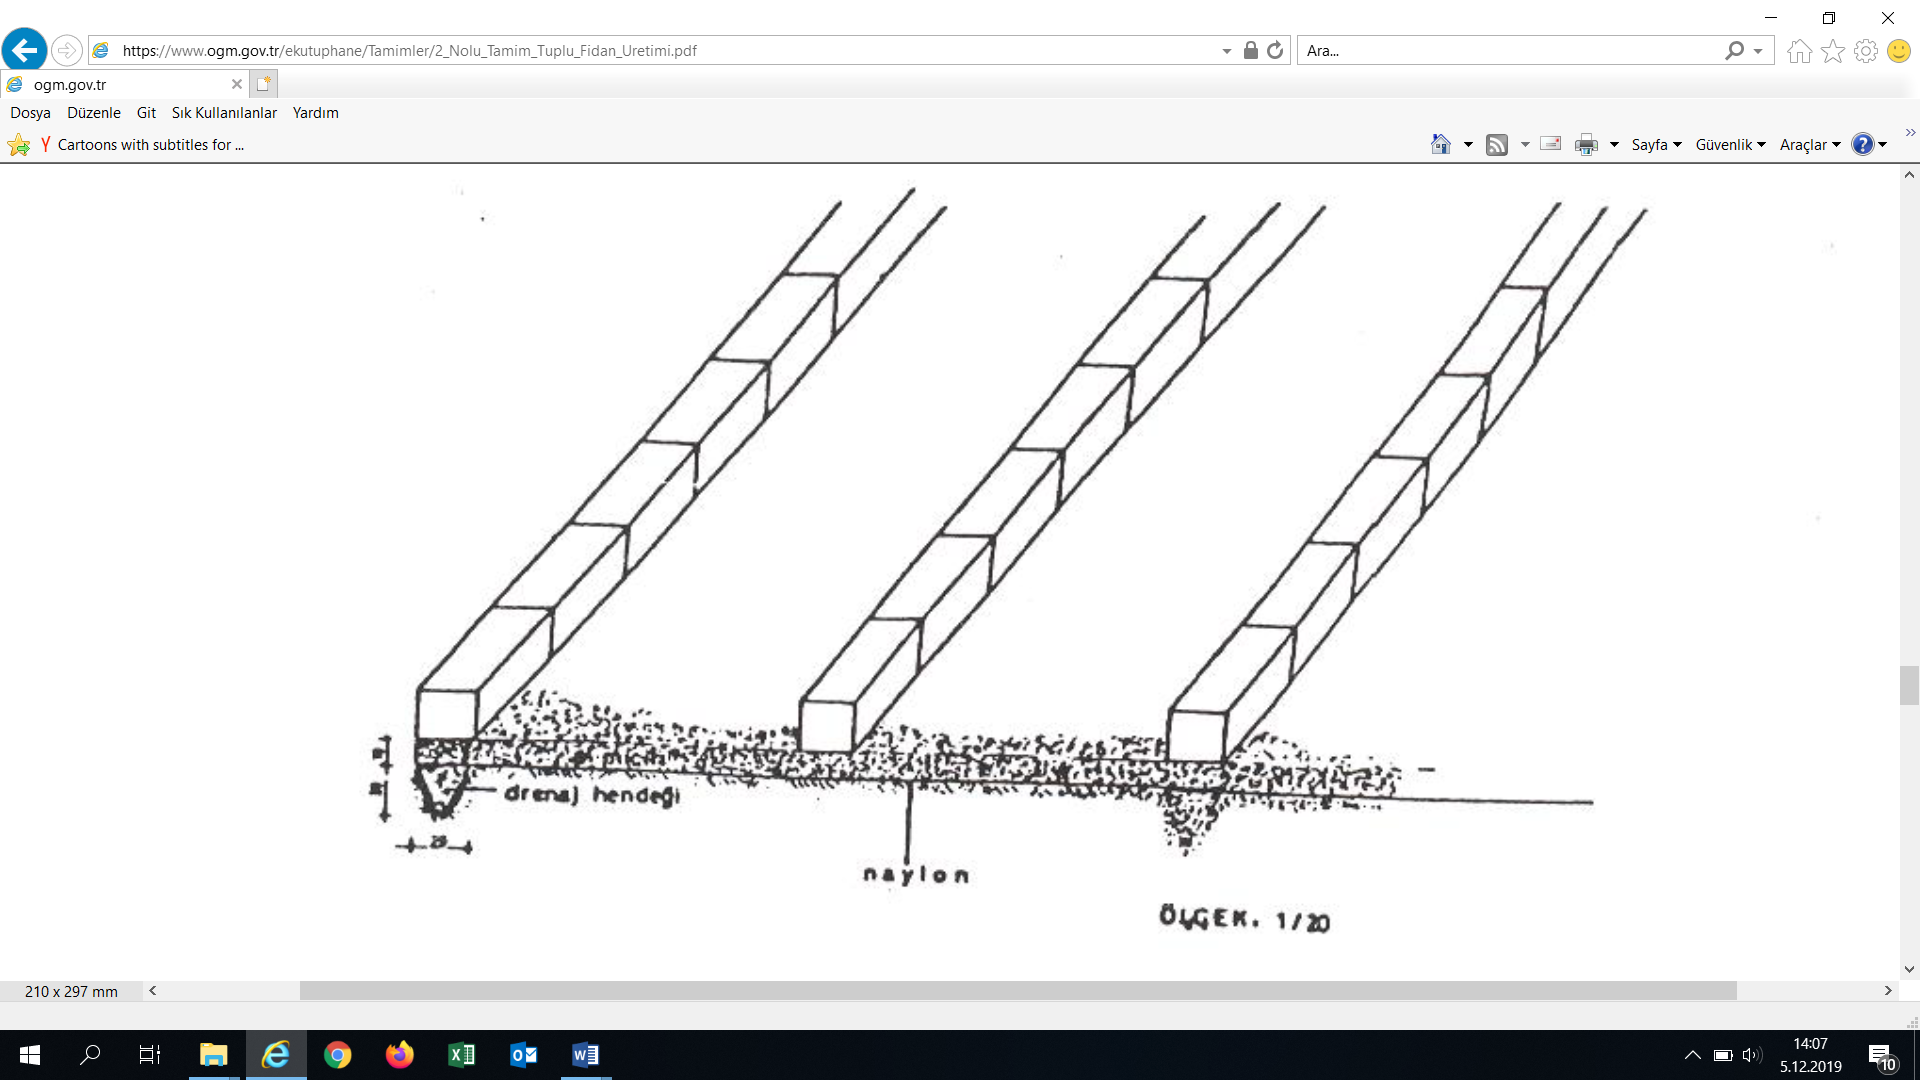 https://www.ogm.gov.tr/ekutuphane/Tamimler/2_Nolu_Tamim_Tuplu_Fidan_Uretimi.pdf
Ara...
ogm.gov.tr
Dosya Düzenle Git Sık Kullanılanlar Yardım
Cartoons with subtitles for ...
Sayfa Güvenlik Araçlar
drenaj hendeği
20
naylon
ÖLÇEK. 1/20
210 x 297 mm
14:07
5.12.2019
10